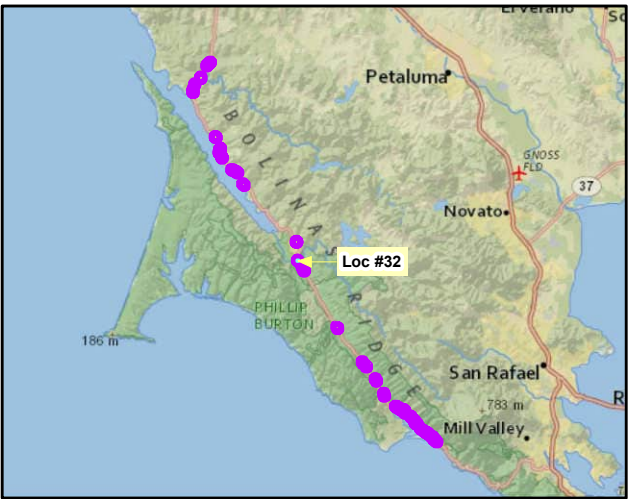 El Verano
Petaluma
GNOSS
FLD
37
BOLINAS RIDGE
Novato
Loc #32
PHILLIP
BURTON
186 m
San Rafael
783 m
Mill Valley